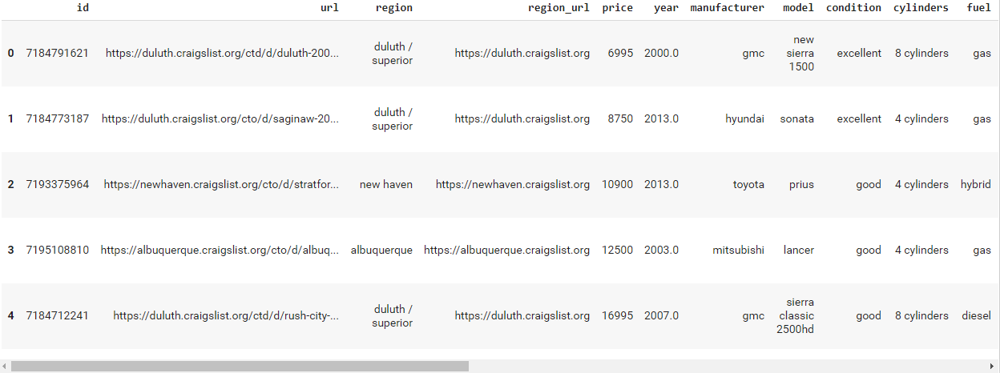 id url region region_url price year manufacturer model condition cylinders fuel
0 7184791621 https://duluth.craigslist.org/ctd/d/duluth-200... duluth / superior https://duluth.craigslist.org 6995 2000.0 gmc new sierra 1500 excellent 8 cylinders gas
1 7184773187 https://duluth.craigslist.org/cto/d/saginaw-20... duluth / superior https://duluth.craigslist.org 8750 2013.0 hyundai sonata excellent 4 cylinders gas
2 7193375964 https://newhaven.craigslist.org/cto/d/stratfor... new haven https://newhaven.craigslist.org 10900 2013.0 toyota prius good 4 cylinders hybrid
3 7195108810 https://albuquerque.craigslist.org/cto/d/albuq... albuquerque https://albuquerque.craigslist.org 12500 2003.0 mitsubishi lancer good 4 cylinders gas
4 7184712241 https://duluth.craigslist.org/ctd/d/rush-city-... duluth / superior https://duluth.craigslist.org 16995 2007.0 gmc sierra classic 2500hd good 8 cylinders diesel